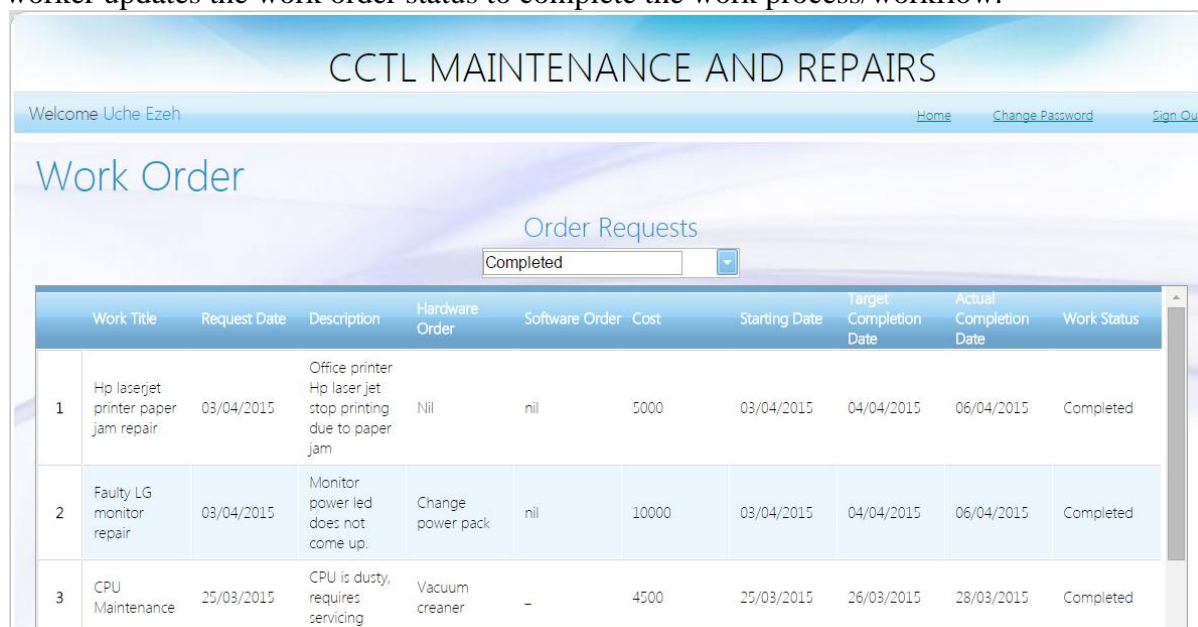 worker updates the work order status to complete the work process/workflow.
CCTL MAINTENANCE AND REPAIRS
Welcome Uche Ezeh
Home Change Password Sign Ou
Work Order
Order Requests
Completed
Work Title Request Date Description Hardware Order Software Order Cost Starting Date Target Completion Date Actual Completion Date Work Status
1 Hp laserjet printer paper jam repair 03/04/2015 Office printer Hp laser jet stop printing due to paper jam Nil nil 5000 03/04/2015 04/04/2015 06/04/2015 Completed
2 Faulty LG monitor repair 03/04/2015 Monitor power led does not come up. Change power pack nil 10000 03/04/2015 04/04/2015 06/04/2015 Completed
3 CPU Maintenance 25/03/2015 CPU is dusty, requires servicing Vacuum creaner _ 4500 25/03/2015 26/03/2015 28/03/2015 Completed